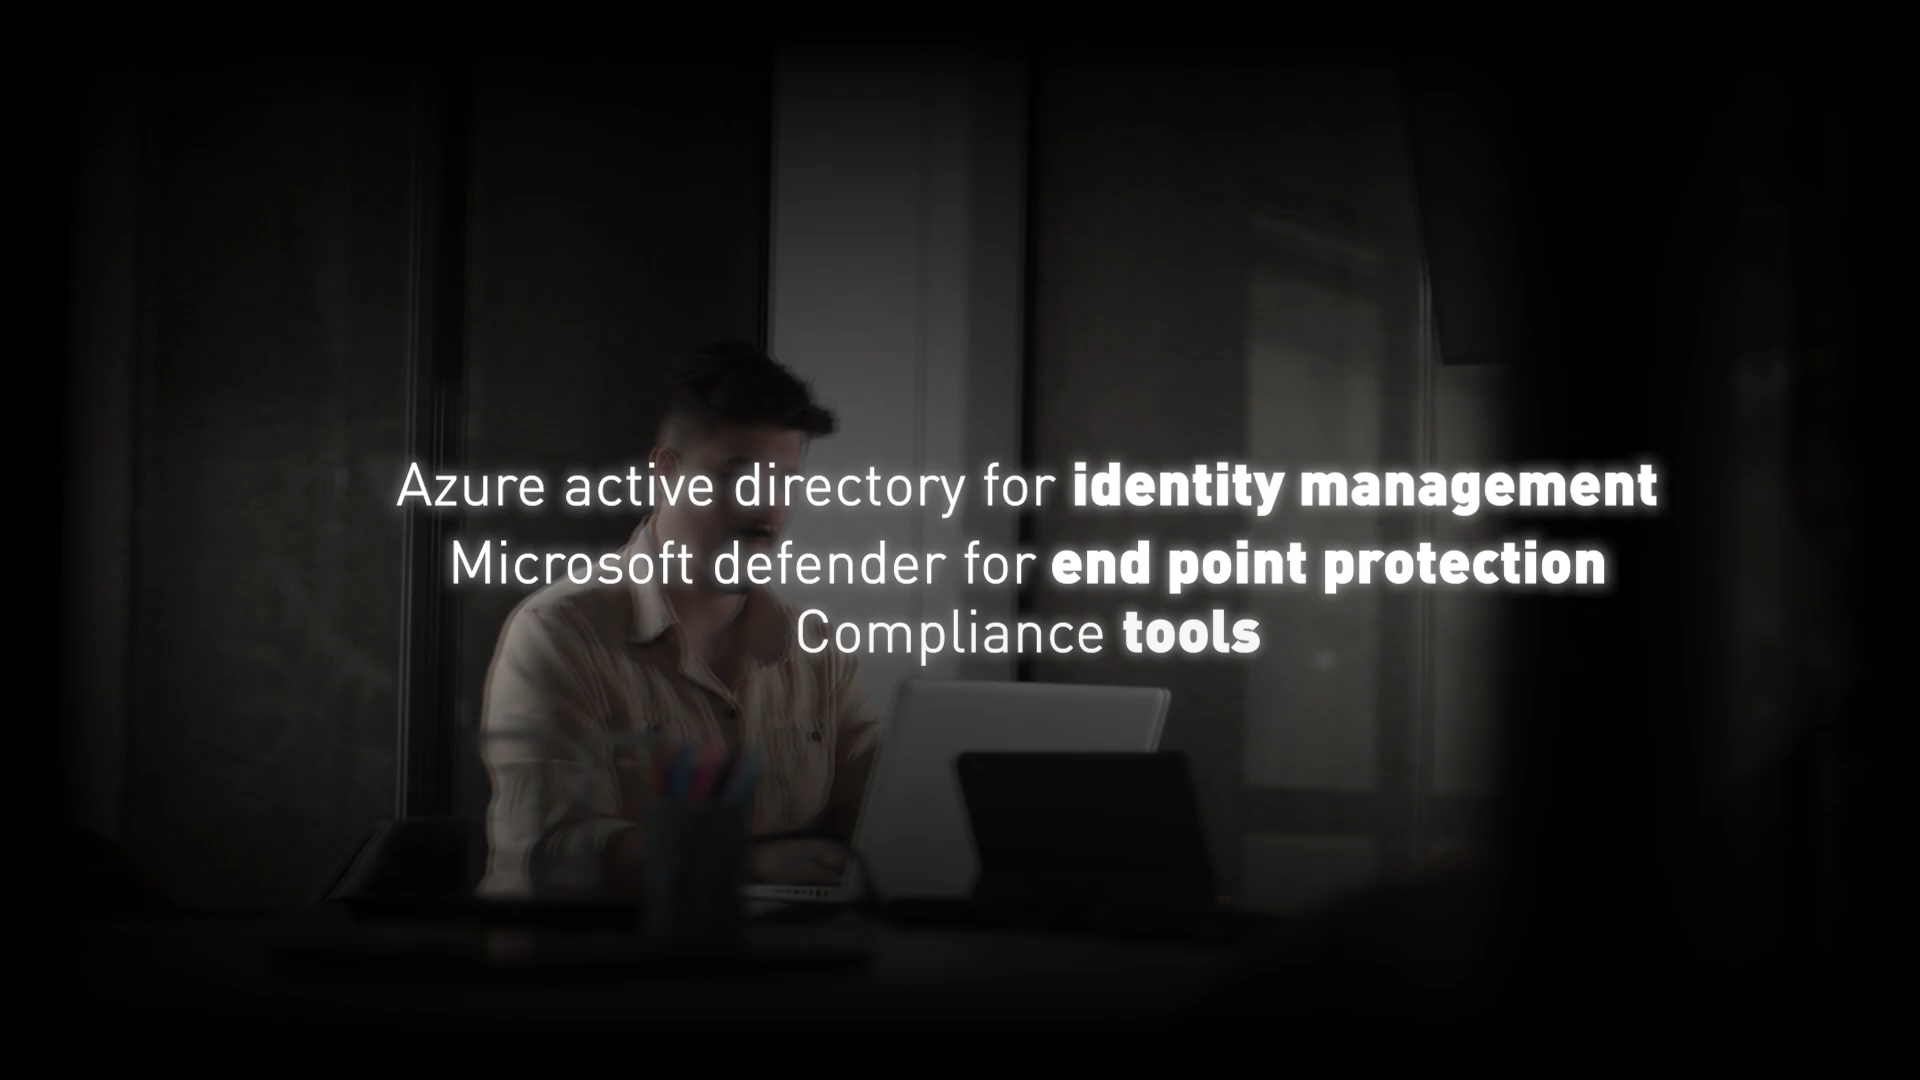 Azure active directory for identity management
Microsoft defender for end point protection
Compliance tools